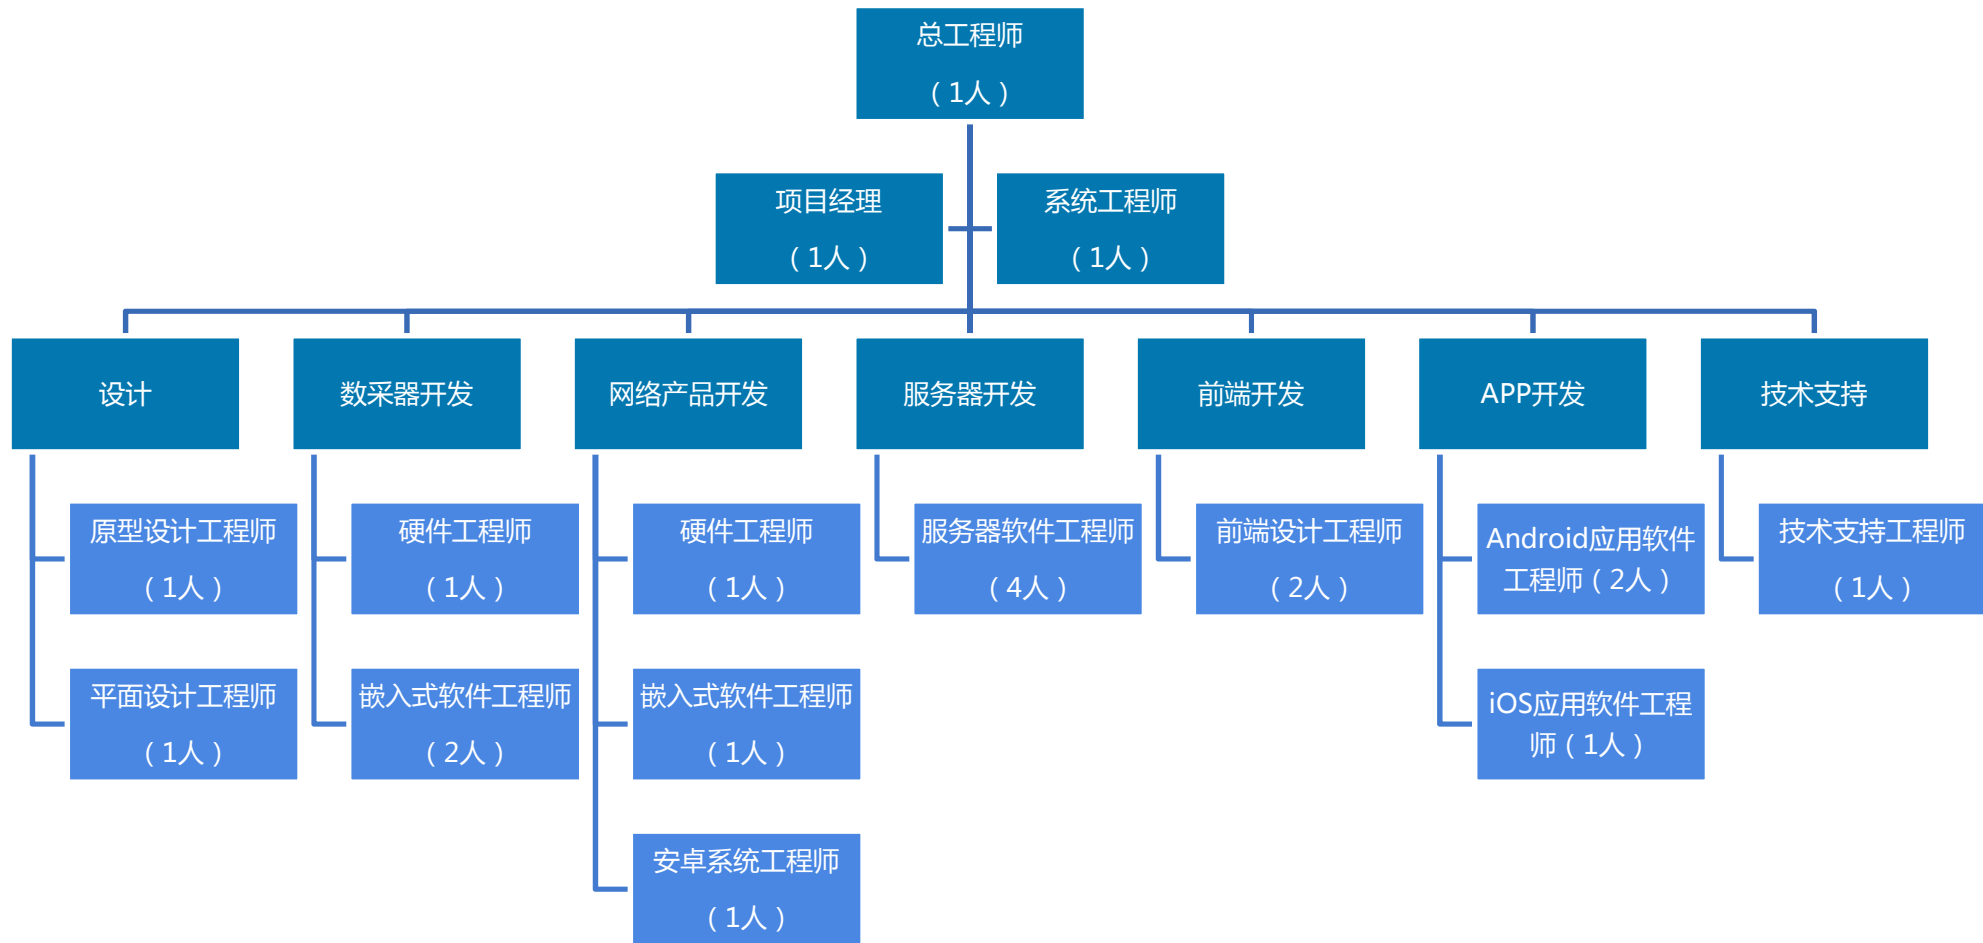 总工程师
（1人）
项目经理
（1人）
系统工程师
（1人）
设计
数采器开发
网络产品开发
服务器开发
前端开发
APP开发
技术支持
原型设计工程师
（1人）
平面设计工程师
（1人）
硬件工程师
（1人）
嵌入式软件工程师
（2人）
硬件工程师
（1人）
嵌入式软件工程师
（1人）
安卓系统工程师
（1人）
服务器软件工程师
（4人）
前端设计工程师
（2人）
Android应用软件
工程师（2人）
iOS应用软件工程
师（1人）
技术支持工程师
（1人）